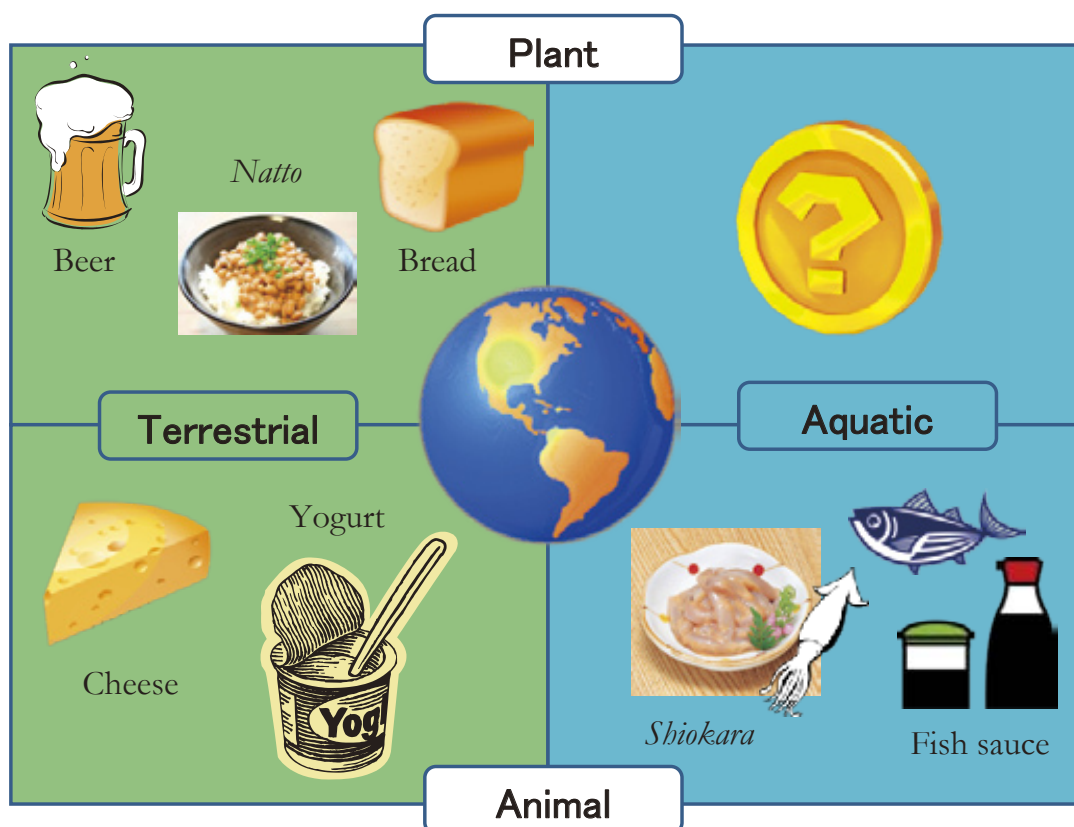 Plant
Beer
Natto
Bread
?
Terrestrial
Aquatic
Cheese
Yogurt
Yog
Shiokara
Fish sauce
Animal